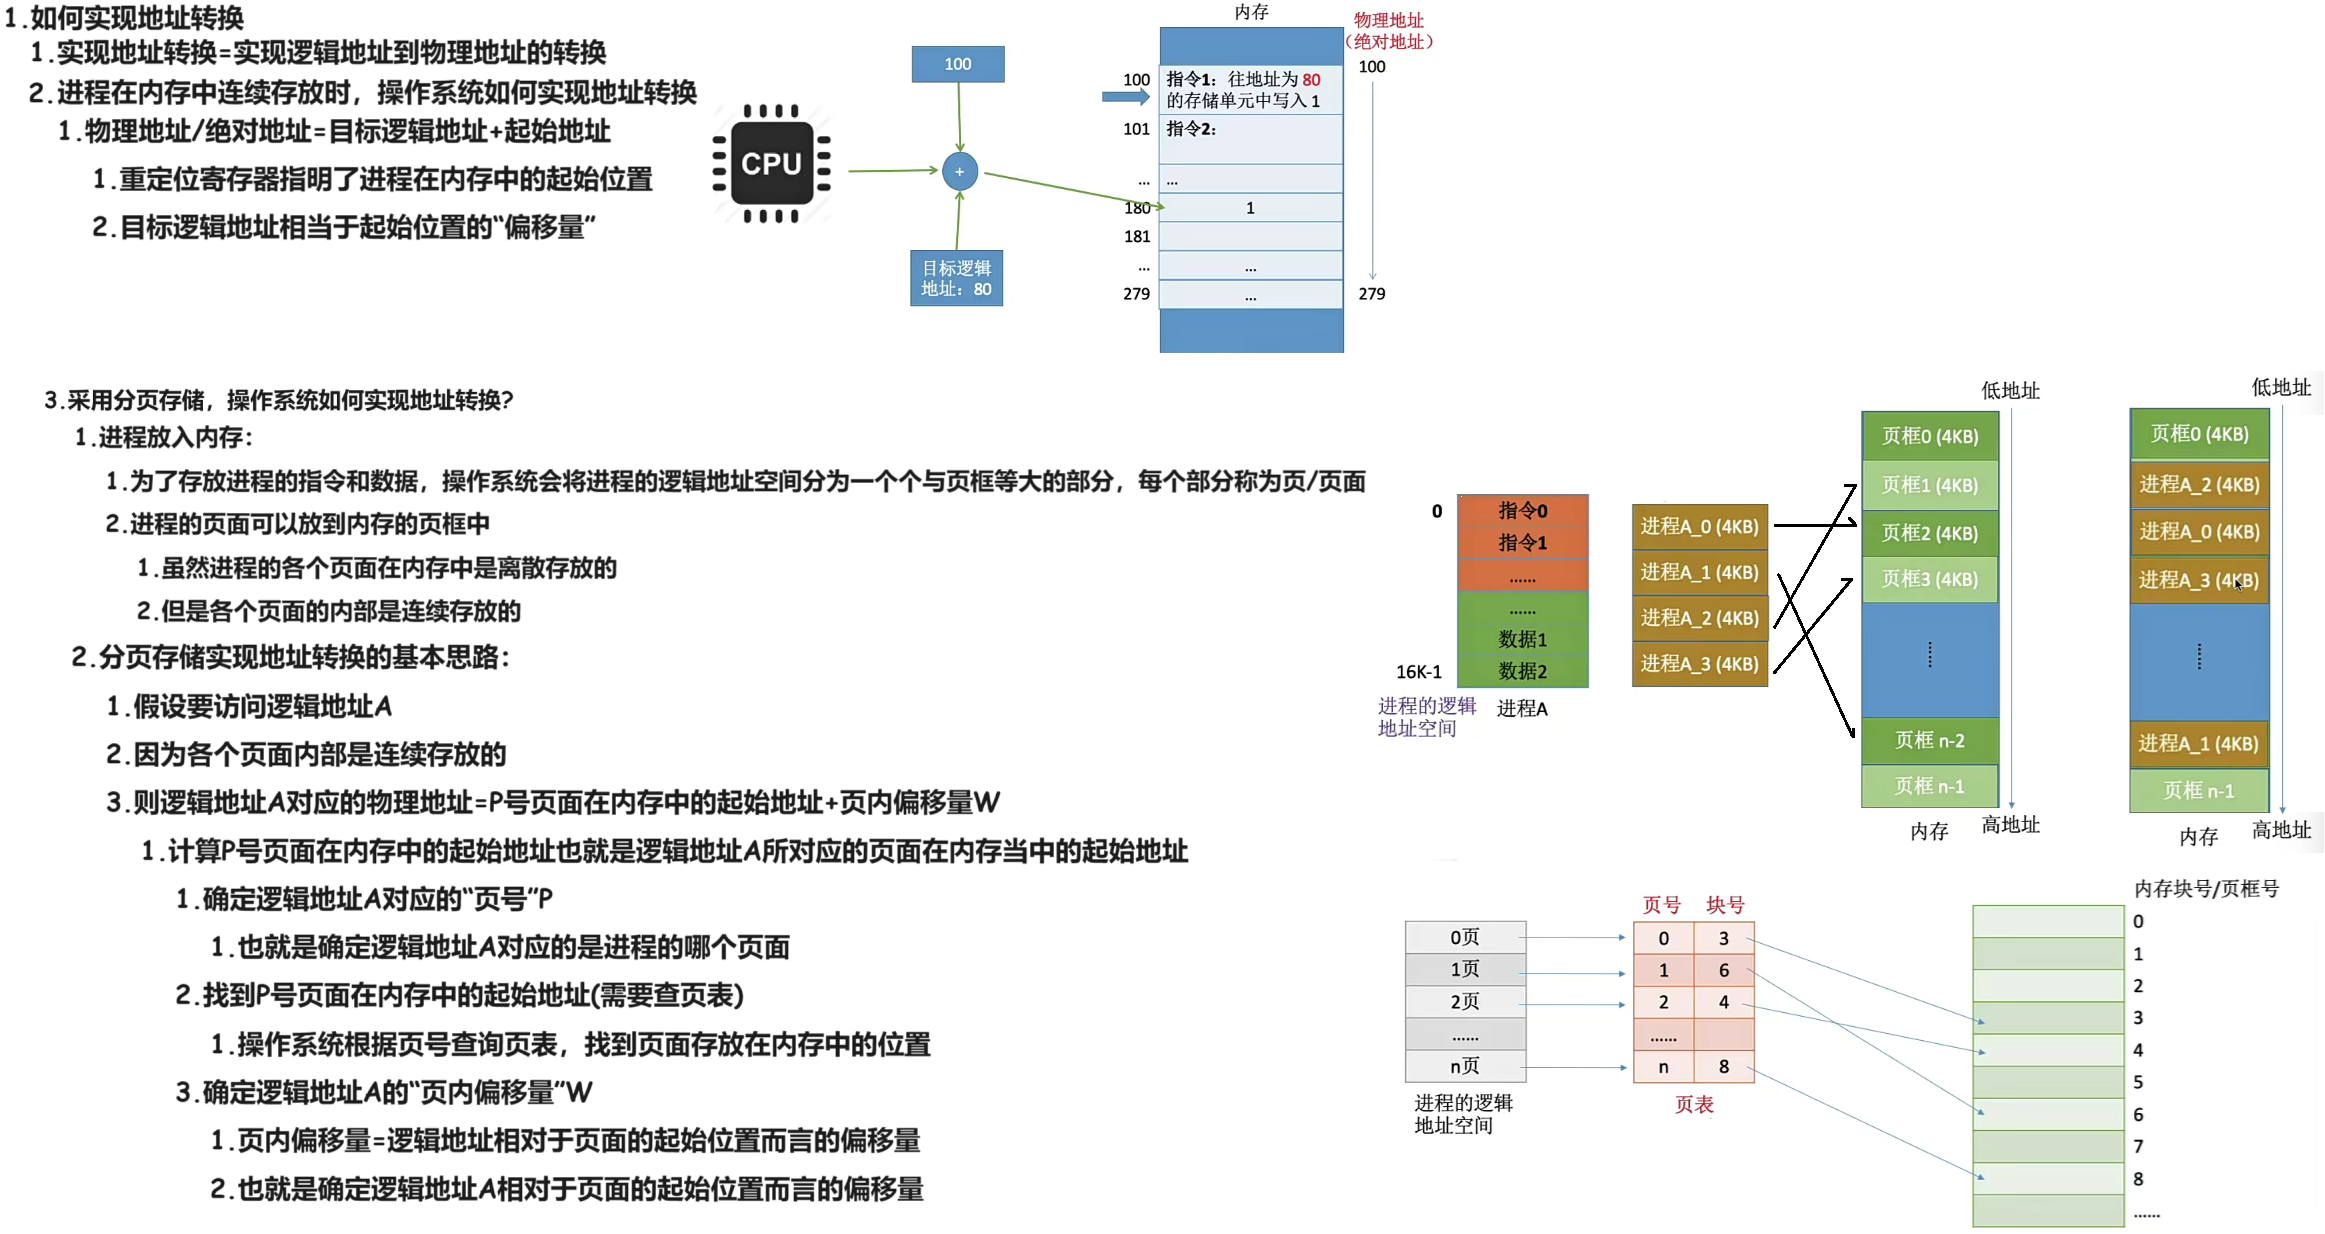 1.如何实现地址转换
1.实现地址转换=实现逻辑地址到物理地址的转换
2.进程在内存中连续存放时，操作系统如何实现地址转换
1.物理地址/绝对地址=目标逻辑地址+起始地址
1.重定位寄存器指明了进程在内存中的起始位置
2.目标逻辑地址相当于起始位置的“偏移量”
CPU
100
+
目标逻辑
地址：80
内存
物理地址
（绝对地址）
100
指令1：往地址为 80
的存储单元中写入 1
100
101
指令2：
...
...
180
1
181
...
...
279
...
279
3.采用分页存储，操作系统如何实现地址转换?
1.进程放入内存：
1.为了存放进程的指令和数据，操作系统会将进程的逻辑地址空间分为一个个与页框等大的部分，每个部分称为页/页面
2.进程的页面可以放到内存的页框中
1.虽然进程的各个页面在内存中是离散存放的
2.但是各个页面的内部是连续存放的
2.分页存储实现地址转换的基本思路：
1.假设要访问逻辑地址A
2.因为各个页面内部是连续存放的
3.则逻辑地址A对应的物理地址=P号页面在内存中的起始地址+页内偏移量W
1.计算P号页面在内存中的起始地址也就是逻辑地址A所对应的页面在内存当中的起始地址
1.确定逻辑地址A对应的“页号”P
1.也就是确定逻辑地址A对应的是进程的哪个页面
2.找到P号页面在内存中的起始地址(需要查页表)
1.操作系统根据页号查询页表，找到页面存放在内存中的位置
3.确定逻辑地址A的“页内偏移量”W
1.页内偏移量=逻辑地址相对于页面的起始位置而言的偏移量
2.也就是确定逻辑地址A相对于页面的起始位置而言的偏移量
0
指令0
指令1
......
......
数据1
16K-1
数据2
进程的逻辑
地址空间
进程A
进程A_0 (4KB)
进程A_1 (4KB)
进程A_2 (4KB)
进程A_3 (4KB)
低地址
页框0 (4KB)
页框1 (4KB)
页框2 (4KB)
页框3 (4KB)
......
页框 n-2
页框 n-1
内存
高地址
低地址
页框0 (4KB)
进程A_2 (4KB)
进程A_0 (4KB)
进程A_3 (4KB)
......
进程A_1 (4KB)
页框 n-1
内存
高地址
0页
1页
2页
......
n页
进程的逻辑
地址空间
页号 块号
0 3
1 6
2 4
......
n 8
页表
内存块号/页框号
0
1
2
3
4
5
6
7
8
......